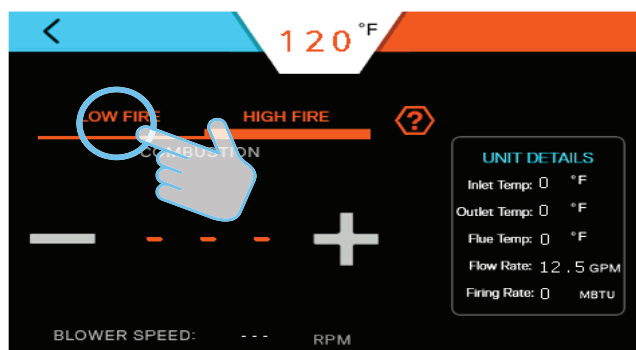 120 °F
LOW FIRE HIGH FIRE ?
COMBUSTION
- - -
UNIT DETAILS
Inlet Temp: 0 °F
Outlet Temp: 0 °F
Flue Temp: 0 °F
Flow Rate: 12.5 GPM
Firing Rate: 0 MBTU
BLOWER SPEED: --- RPM